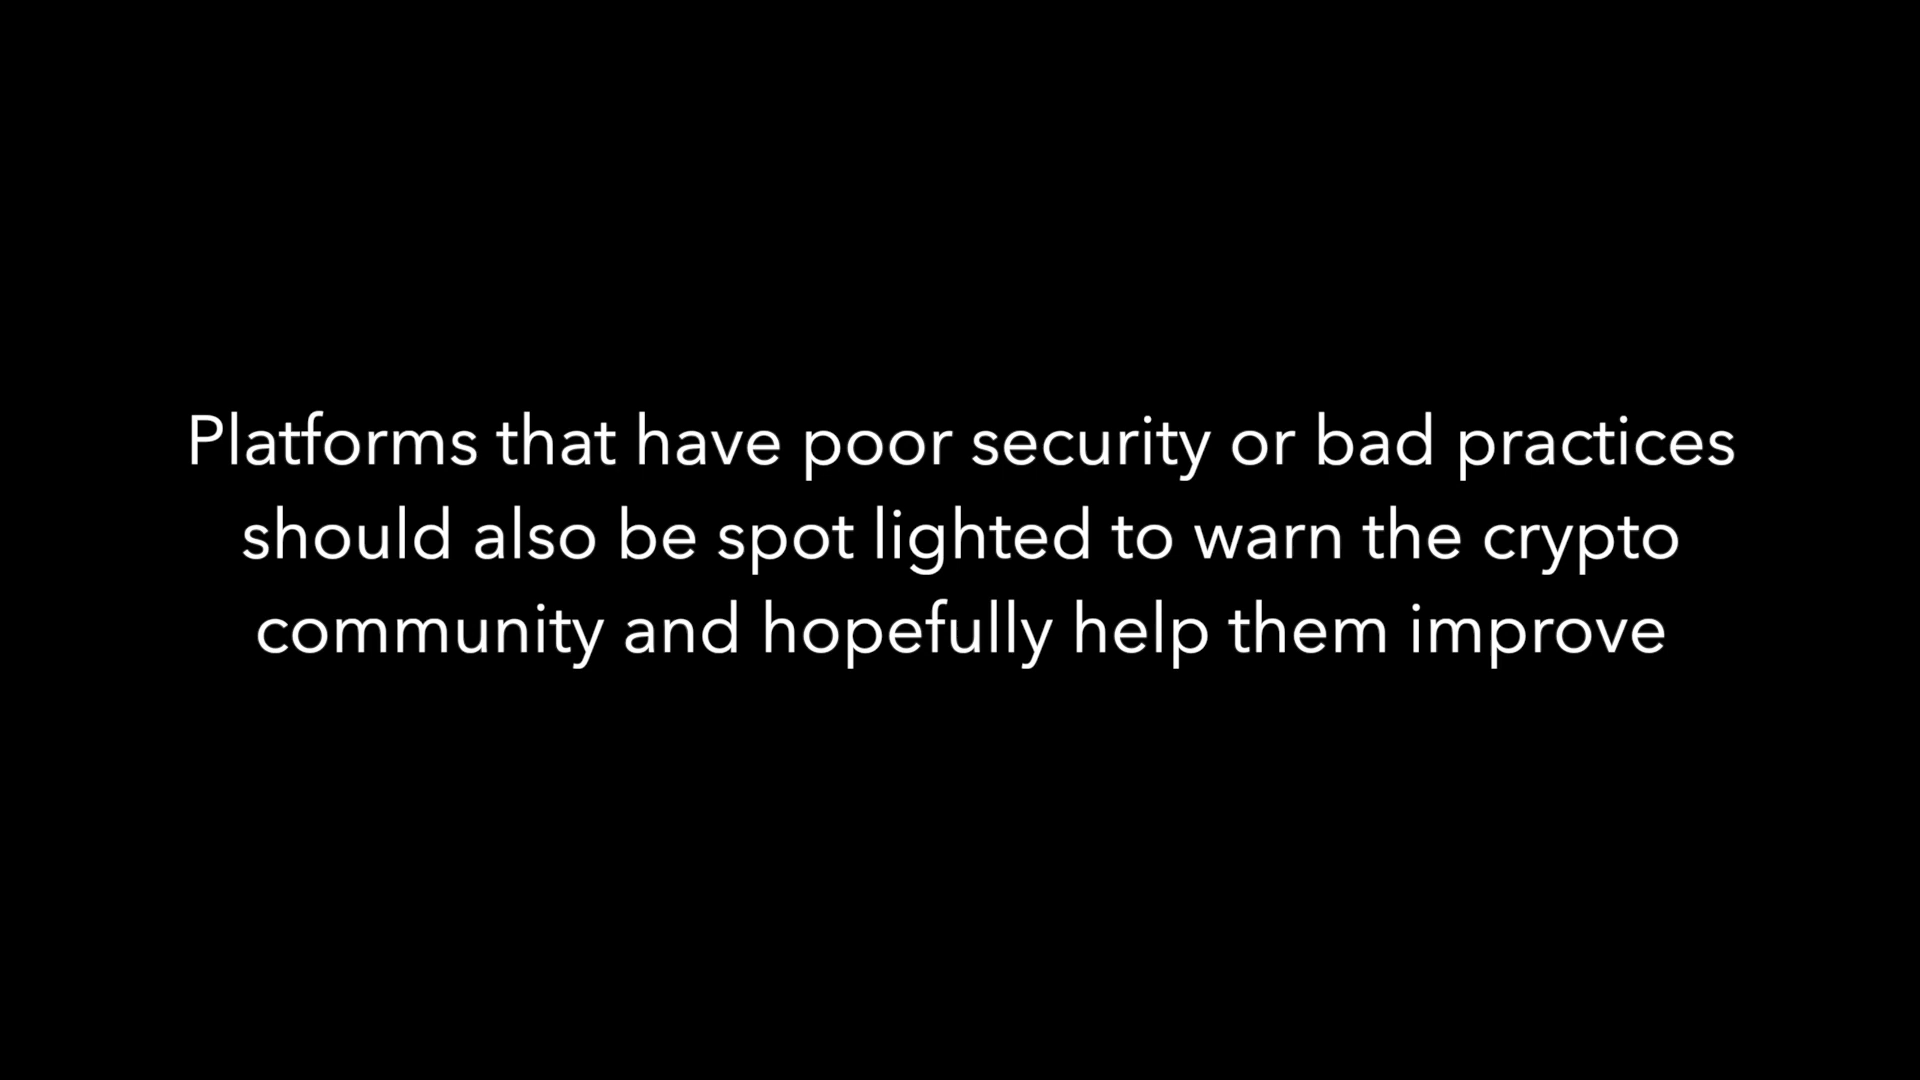 Platforms that have poor security or bad practices
should also be spot lighted to warn the crypto
community and hopefully help them improve